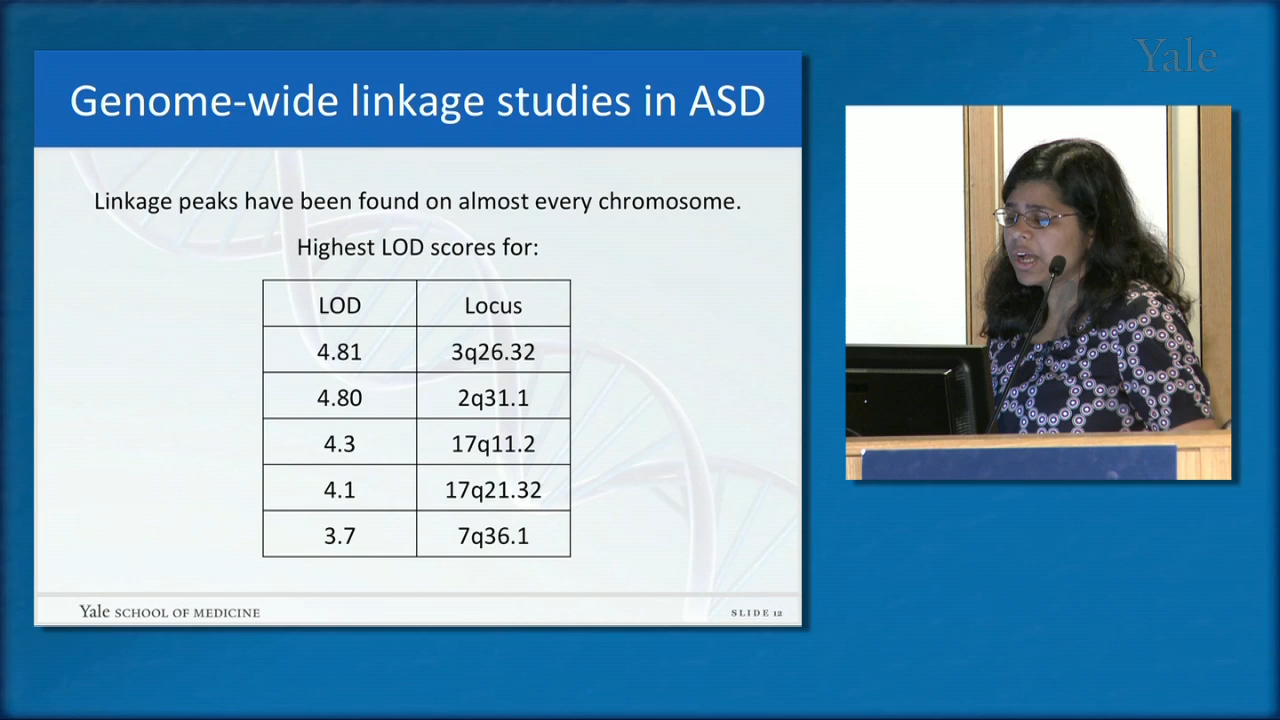 Yale
Genome-wide linkage studies in ASD
Linkage peaks have been found on almost every chromosome.
Highest LOD scores for:
LOD Locus
4.81 3q26.32
4.80 2q31.1
4.3 17q11.2
4.1 17q21.32
3.7 7q36.1
Yale SCHOOL OF MEDICINE
SLIDE 12